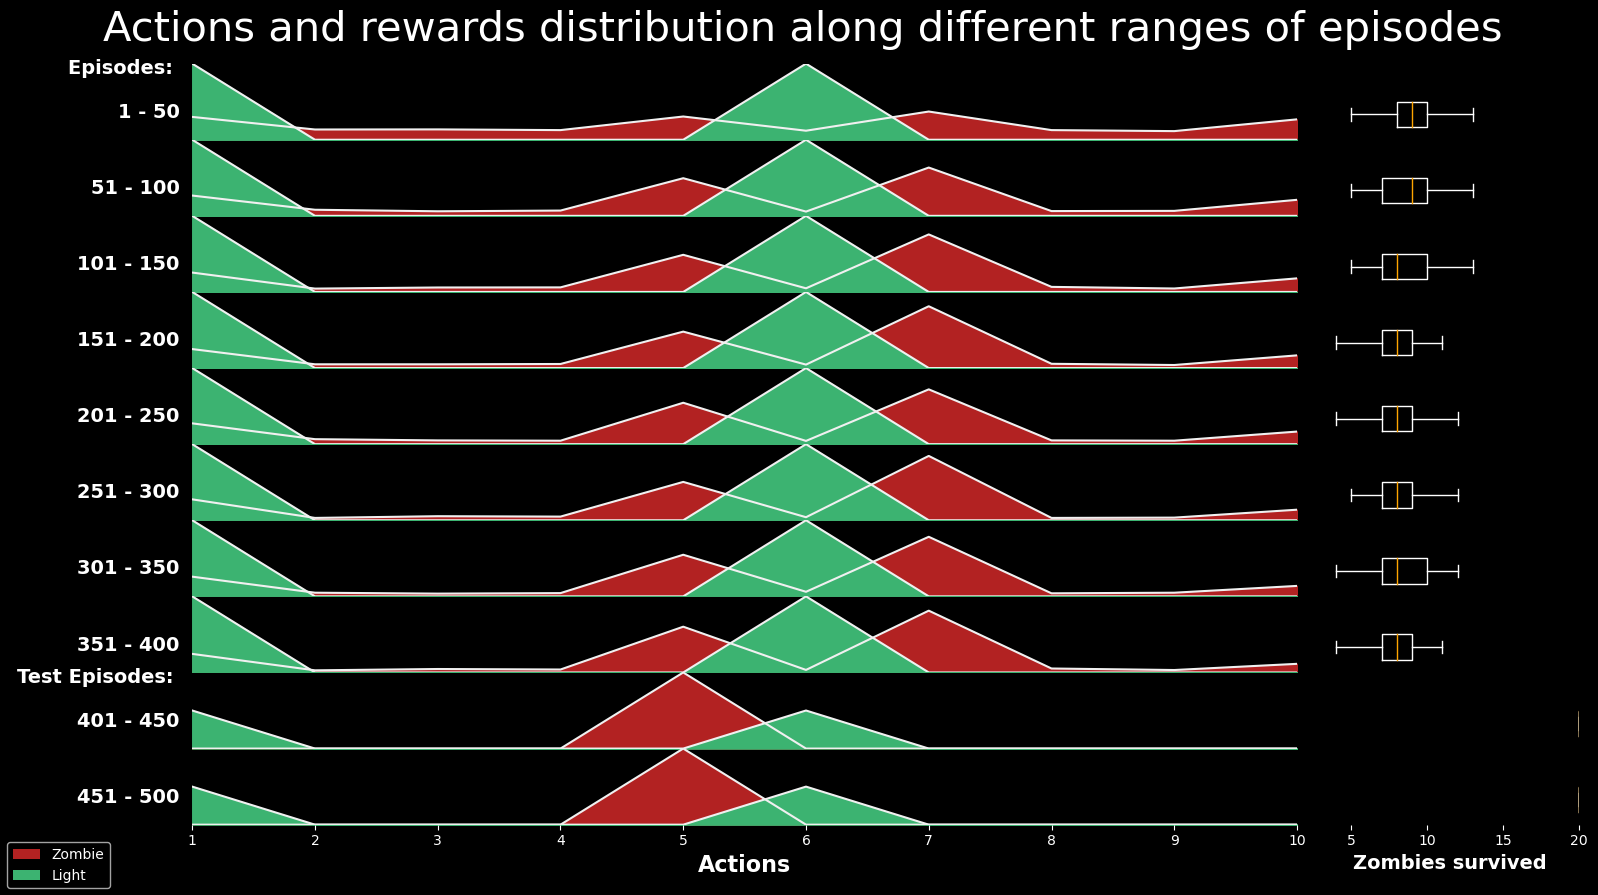 Actions and rewards distribution along different ranges of episodes
Episodes:
1 - 50
51 - 100
101 - 150
151 - 200
201 - 250
251 - 300
301 - 350
351 - 400
Test Episodes:
401 - 450
451 - 500
1 2 3 4 5 6 7 8 9 10
5 10 15 20
Actions
Zombies survived
Zombie
Light